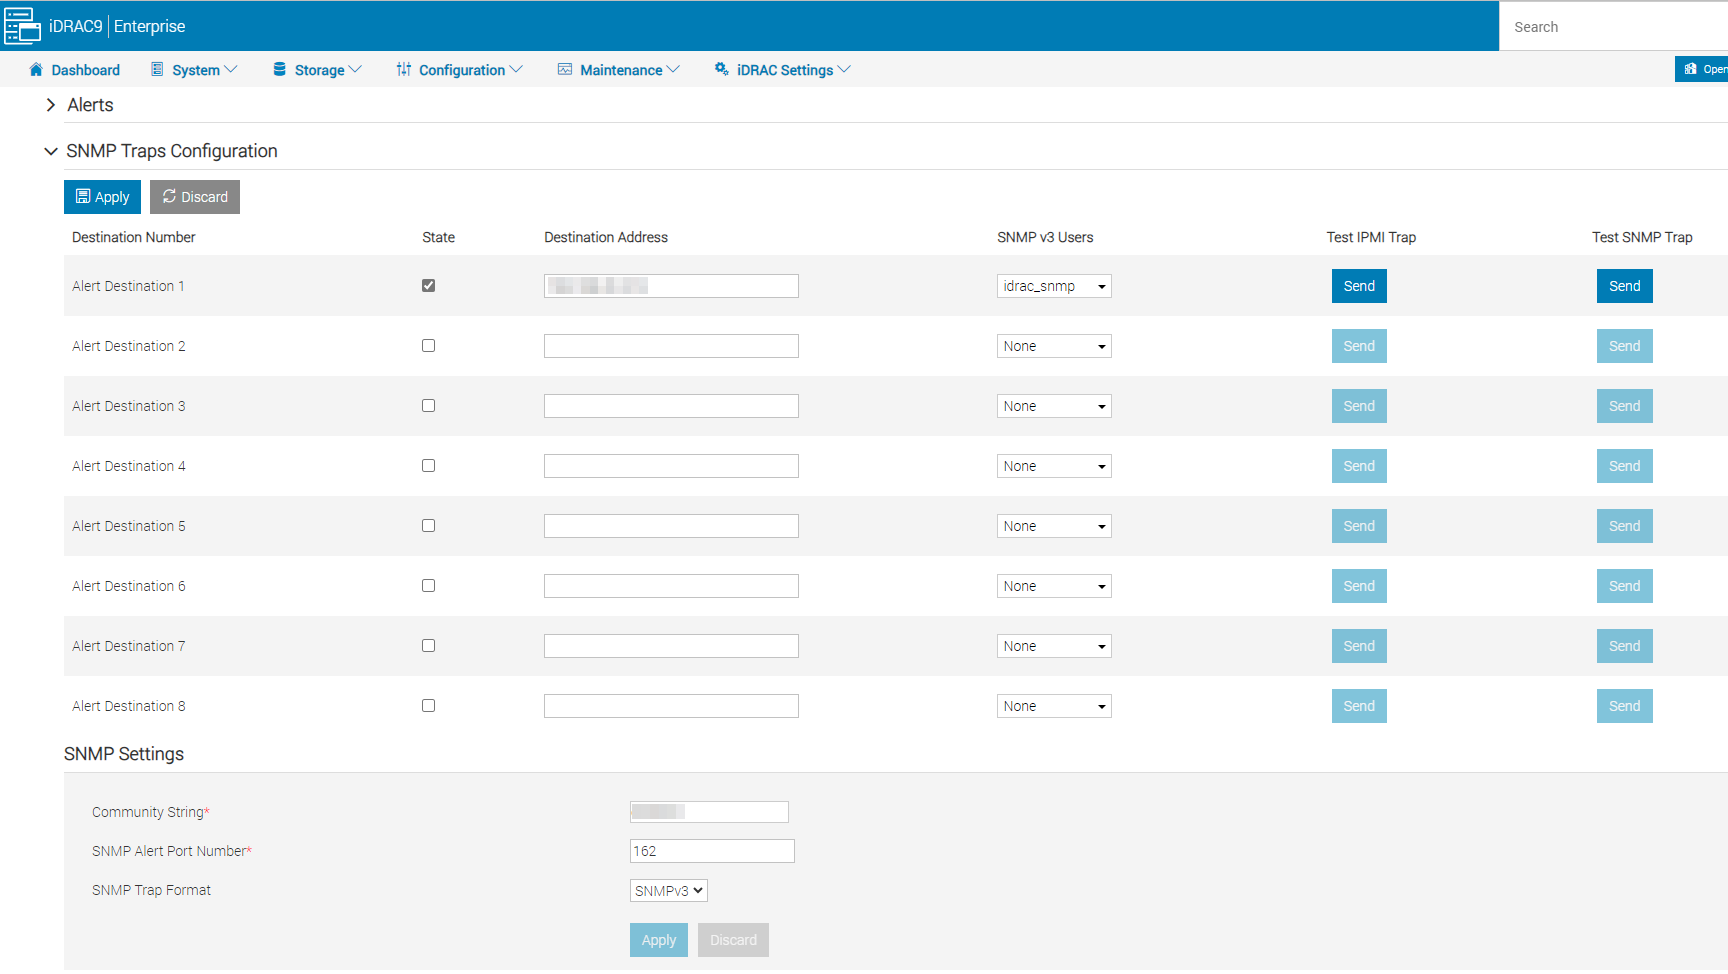 iDRAC9 | Enterprise
Search
Dashboard System Storage Configuration Maintenance iDRAC Settings
Alerts
SNMP Traps Configuration
Apply Discard
Destination Number State Destination Address SNMP v3 Users Test IPMI Trap Test SNMP Trap
Alert Destination 1 idrac_snmp Send Send
Alert Destination 2 None Send Send
Alert Destination 3 None Send Send
Alert Destination 4 None Send Send
Alert Destination 5 None Send Send
Alert Destination 6 None Send Send
Alert Destination 7 None Send Send
Alert Destination 8 None Send Send
SNMP Settings
Community String*
SNMP Alert Port Number* 162
SNMP Trap Format SNMPv3
Apply Discard